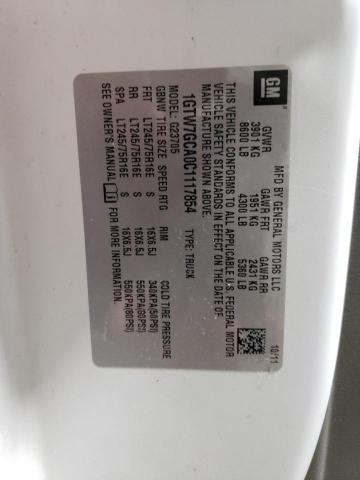 GM
MFD BY GENERAL MOTORS LLC
10/11
GVWR GAWR FRT GAWR RR
3901 KG 1951 KG 2431 KG
8600 LB 4300 LB 5360 LB
THIS VEHICLE CONFORMS TO ALL APPLICABLE U.S. FEDERAL MOTOR
VEHICLE SAFETY STANDARDS IN EFFECT ON THE DATE OF
MANUFACTURE SHOWN ABOVE.
1GTW7GCA0C1117884 TYPE: TRUCK
MODEL: G23705
GBNW TIRE SIZE SPEED RTG RIM COLD TIRE PRESSURE
FRT LT245/75R16E S 16X6.5J 340KPA(50PSI)
RR LT245/75R16E S 16X6.5J 550KPA(80PSI)
SPA LT245/75R16E S 16X6.5J 550KPA(80PSI)
SEE OWNER'S MANUAL FOR MORE INFORMATION